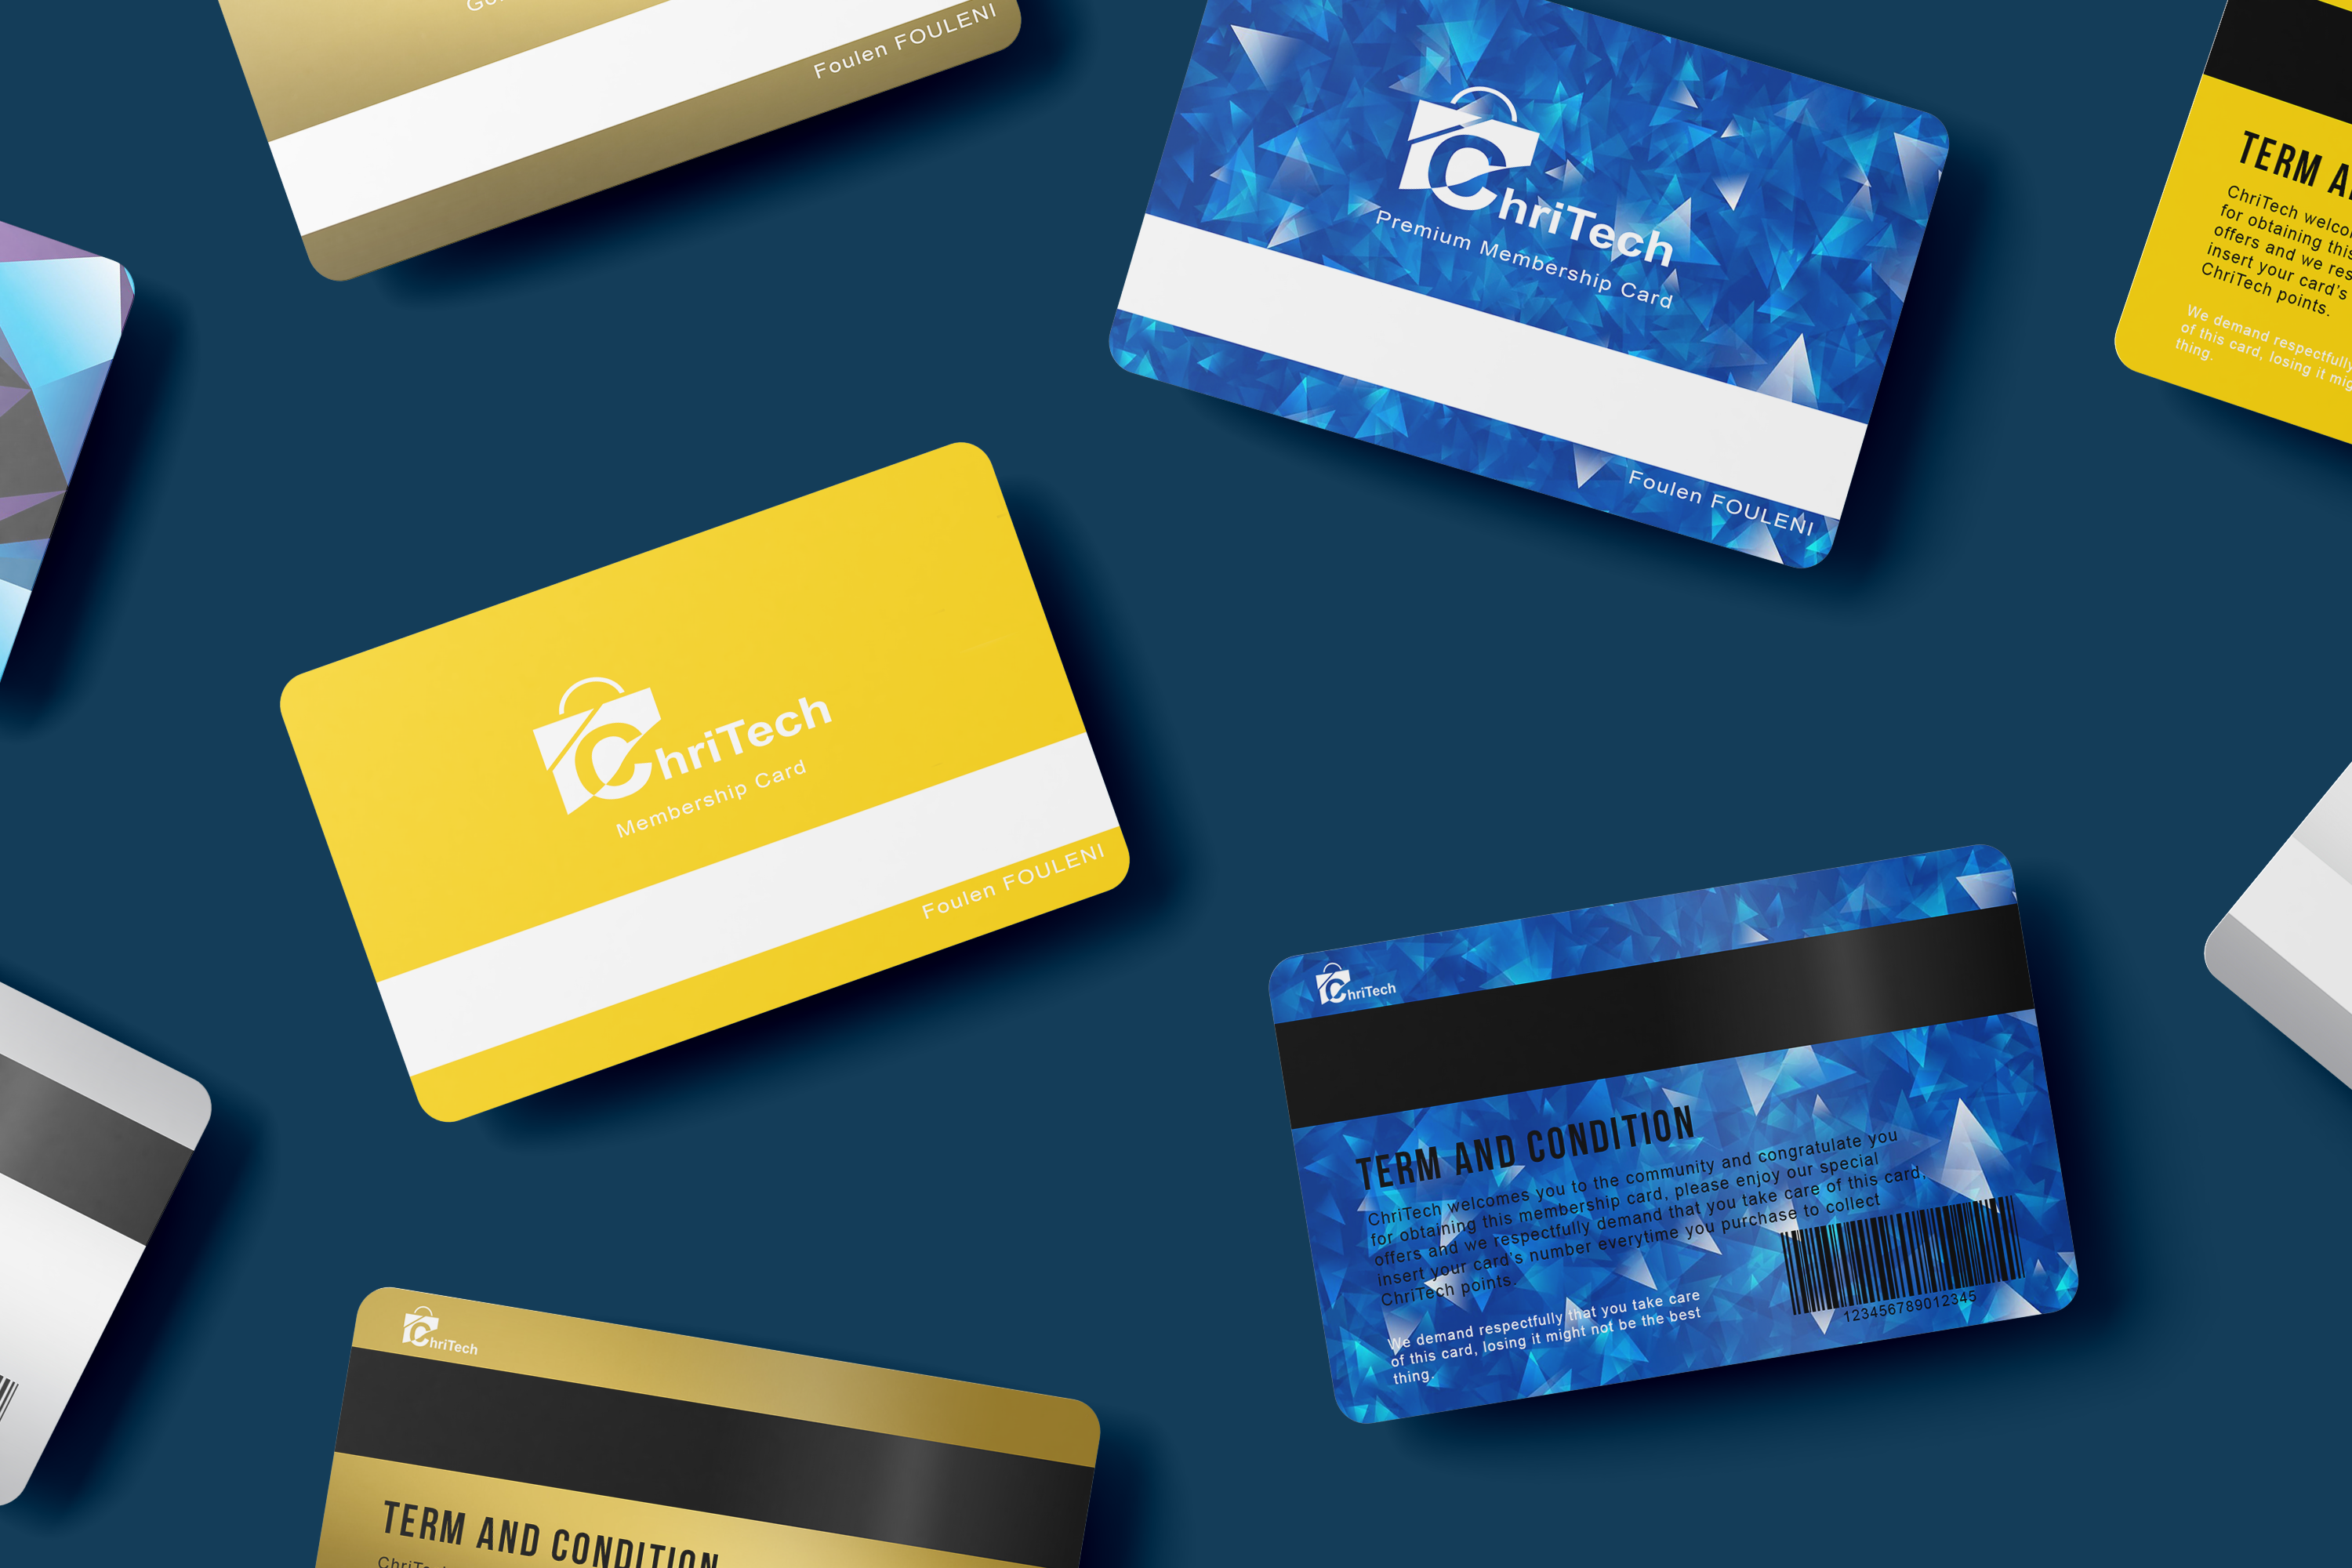 Foulen FOULENI
ChriTech
Premium Membership Card
Foulen FOULENI
TERM A
ChriTech welco
for obtaining this
offers and we res
insert your card's
ChriTech points.
We demand respectfully
of this card, losing it mig
thing.
ChriTech
Membership Card
Foulen FOULENI
ChriTech
TERM AND CONDITION
ChriTech welcomes you to the community and congratulate you
for obtaining this membership card, please enjoy our special
offers and we respectfully demand that you take care of this card,
insert your card's number everytime you purchase to collect
ChriTech points.
We demand respectfully that you take care
of this card, losing it might not be the best
thing.
123456789012345
ChriTech
TERM AND CONDITION